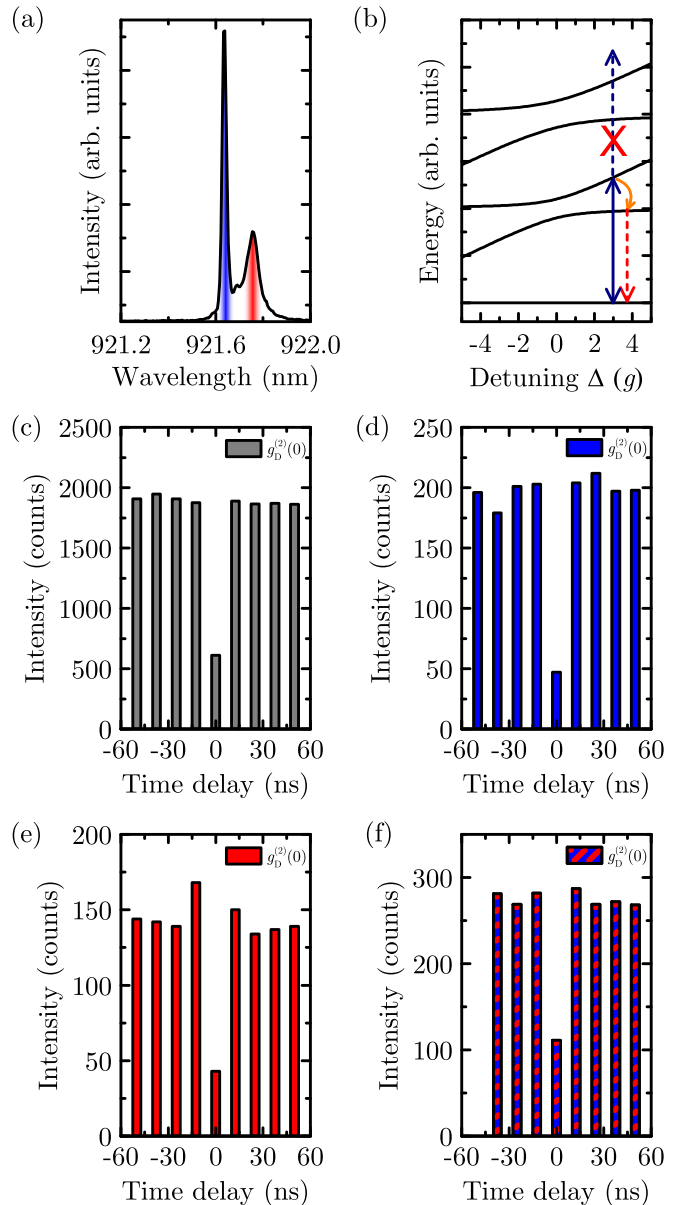 (a)
Intensity (arb. units)
921.2 921.6 922.0
Wavelength (nm)
(b)
Energy (arb. units)
X
-4 -2 0 2 4
Detuning Δ (g)
(c)
Intensity (counts)
2500
2000
1500
1000
500
0
g_D^(2)(0)
-60 -30 0 30 60
Time delay (ns)
(d)
Intensity (counts)
250
200
150
100
50
0
g_D^(2)(0)
-60 -30 0 30 60
Time delay (ns)
(e)
Intensity (counts)
200
150
100
50
0
g_D^(2)(0)
-60 -30 0 30 60
Time delay (ns)
(f)
Intensity (counts)
300
200
100
0
g_D^(2)(0)
-60 -30 0 30 60
Time delay (ns)